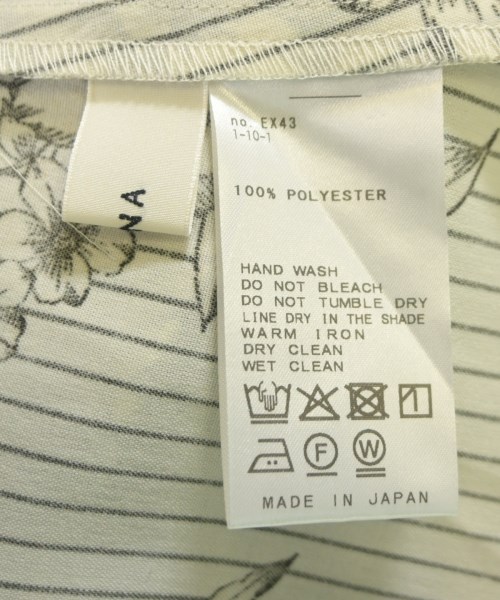 NA
no. EX43
1-10-1
100% POLYESTER
HAND WASH
DO NOT BLEACH
DO NOT TUMBLE DRY
LINE DRY IN THE SHADE
WARM IRON
DRY CLEAN
WET CLEAN
F W
MADE IN JAPAN